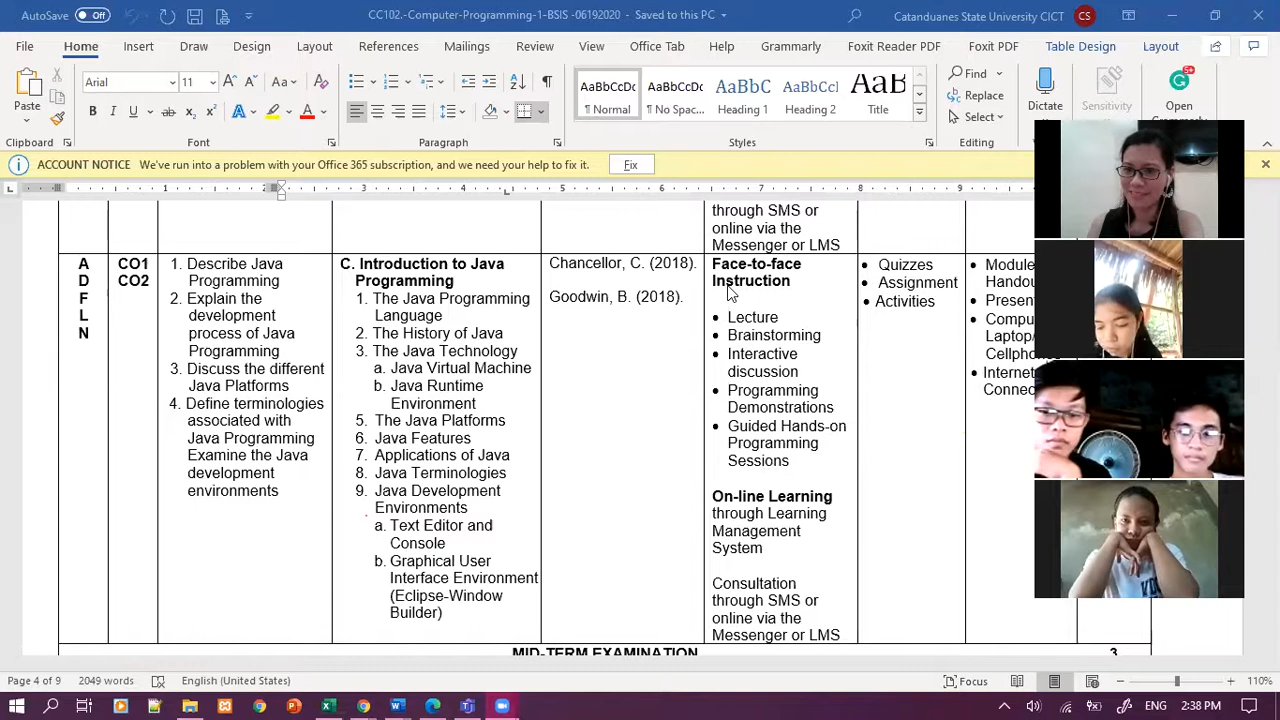 AutoSave Off
CC102.-Computer-Programming-1-BSIS -06192020 - Saved to this PC
Catanduanes State University CICT CS
File Home Insert Draw Design Layout References Mailings Review View Office Tab Help Grammarly Foxit Reader PDF Foxit PDF Table Design Layout
Paste
Clipboard
Arial 11
Font
Paragraph
AaBbCcDc AaBbCcDc AaBbC AaBbCcl AaB
¶ Normal ¶ No Spac... Heading 1 Heading 2 Title
Styles
Find
Replace
Select
Editing
Dictate
Sensitivity
Open
ACCOUNT NOTICE We've run into a problem with your Office 365 subscription, and we need your help to fix it. Fix
through SMS or
online via the
Messenger or LMS
A
D
F
L
N
CO1
CO2
1. Describe Java
Programming
2. Explain the
development
process of Java
Programming
3. Discuss the different
Java Platforms
4. Define terminologies
associated with
Java Programming
Examine the Java
development
environments
C. Introduction to Java
Programming
1. The Java Programming
Language
2. The History of Java
3. The Java Technology
a. Java Virtual Machine
b. Java Runtime
Environment
5. The Java Platforms
6. Java Features
7. Applications of Java
8. Java Terminologies
9. Java Development
Environments
a. Text Editor and
Console
b. Graphical User
Interface Environment
(Eclipse-Window
Builder)
Chancellor, C. (2018).
Goodwin, B. (2018).
Face-to-face
Instruction
• Lecture
• Brainstorming
• Interactive
discussion
• Programming
Demonstrations
• Guided Hands-on
Programming
Sessions
On-line Learning
through Learning
Management
System
Consultation
through SMS or
online via the
Messenger or LMS
• Quizzes
• Assignment
• Activities
• Module
Handou
• Present
• Compu
Laptop/
Cellphon
• Internet
Connec
MID-TERM EXAMINATION 3
Page 4 of 9 2049 words English (United States) Focus 110%
ENG 2:38 PM